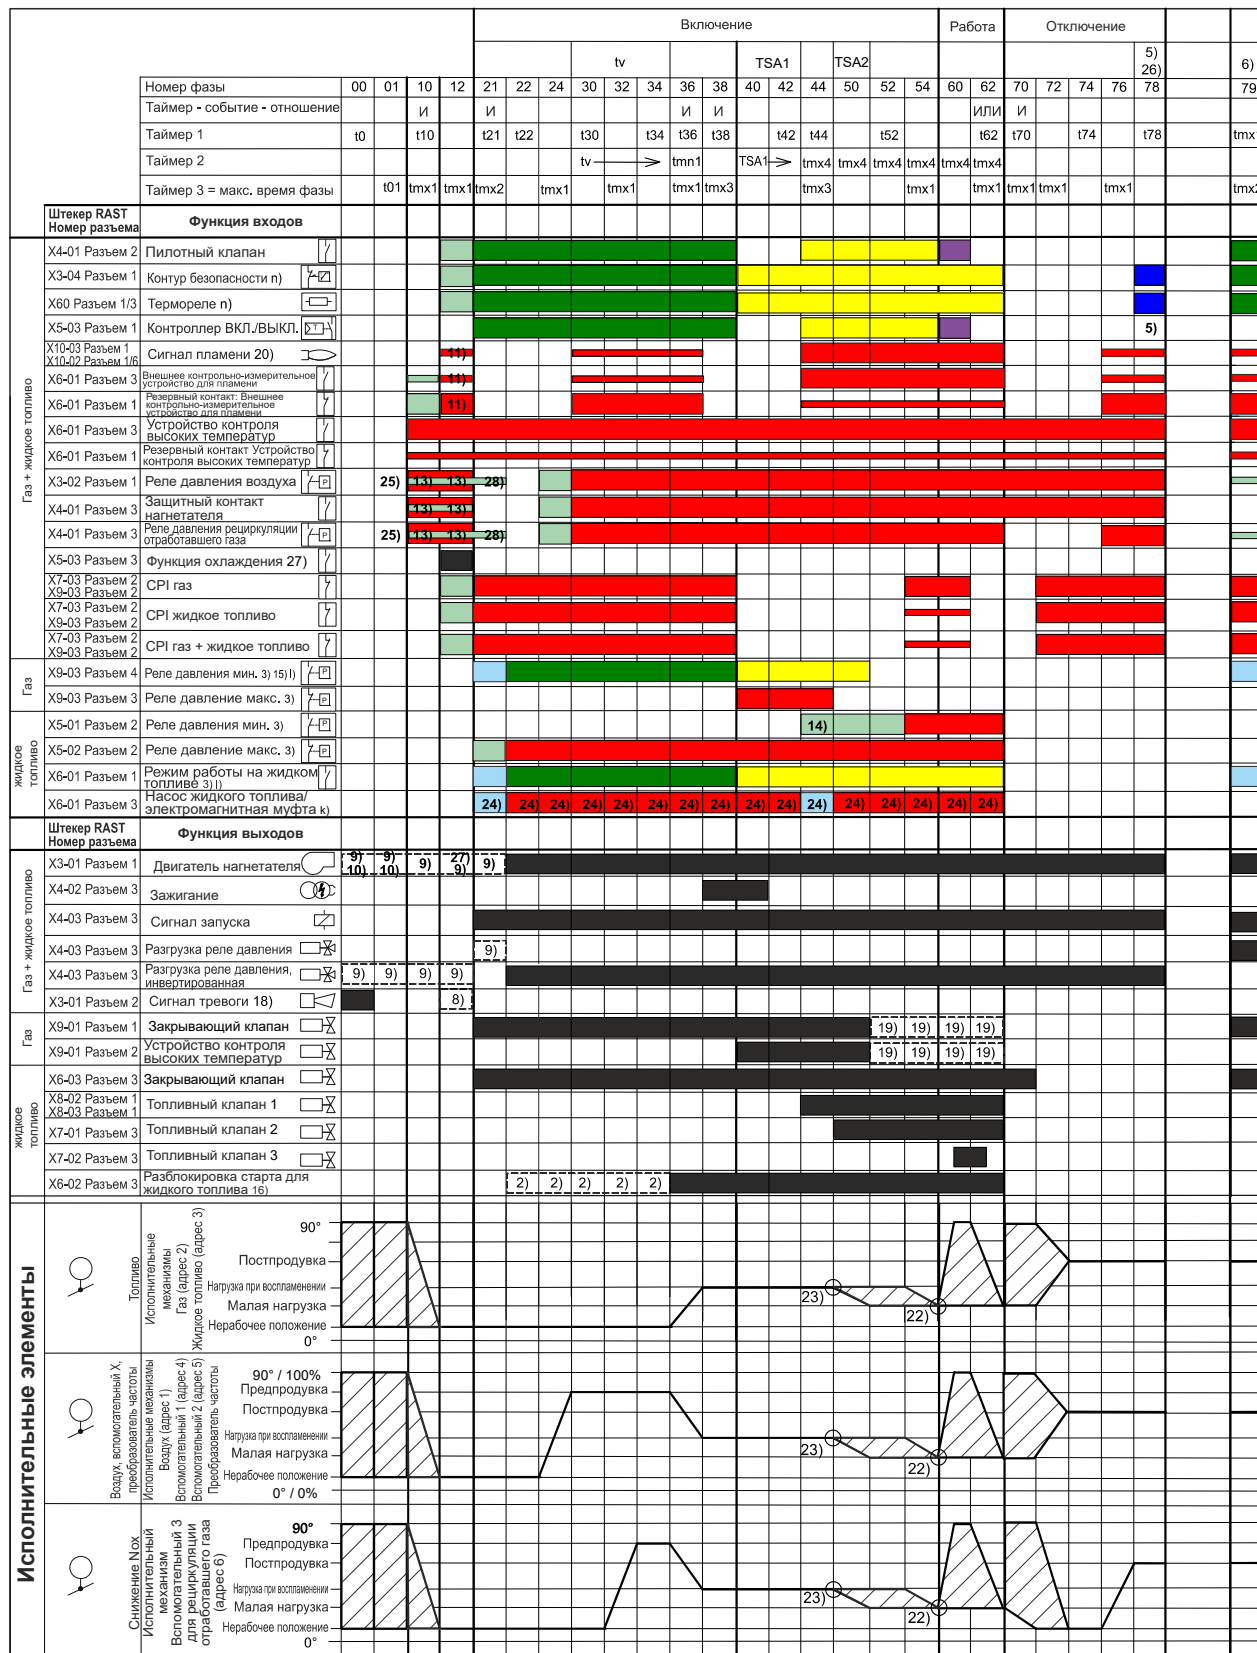 Включение Работа Отключение
tv TSA1 TSA2 5) 26) 6)
Номер фазы 00 01 10 12 21 22 24 30 32 34 36 38 40 42 44 50 52 54 60 62 70 72 74 76 78 79
Таймер - событие - отношение И И И И ИЛИ И
Таймер 1 t0 t10 t21 t22 t30 t34 t36 t38 t42 t44 t52 t62 t70 t74 t78 tmx
Таймер 2 tv tmn1 TSA1 tmx4 tmx4 tmx4 tmx4 tmx4 tmx4
Таймер 3 = макс. время фазы t01 tmx1 tmx1 tmx2 tmx1 tmx1 tmx1 tmx3 tmx3 tmx1 tmx1 tmx1 tmx1 tmx1 tmx2
Штекер RAST
Номер разъема
Функция входов
Газ + жидкое топливо
X4-01 Разъем 2 Пилотный клапан
X3-04 Разъем 1 Контур безопасности n)
X60 Разъем 1/3 Термореле n)
X5-03 Разъем 1 Контроллер ВКЛ./ВЫКЛ. 5)
X10-03 Разъем 1
X10-02 Разъем 1/6
Сигнал пламени 20) 11)
X6-01 Разъем 3 Внешнее контрольно-измерительное
устройство для пламени 11)
X6-01 Разъем 1 Резервный контакт: Внешнее
контрольно-измерительное
устройство для пламени 11)
X6-01 Разъем 3 Устройство контроля
высоких температур
X6-01 Разъем 1 Резервный контакт Устройство
контроля высоких температур
X3-02 Разъем 1 Реле давления воздуха P 25) 13) 13) 28)
X4-01 Разъем 3 Защитный контакт
нагнетателя 13) 13)
X4-01 Разъем 3 Реле давления рециркуляции
отработавшего газа P 25) 13) 13) 28)
X5-03 Разъем 3 Функция охлаждения 27)
X7-03 Разъем 2
X9-03 Разъем 2
CPI газ
X7-03 Разъем 2
X9-03 Разъем 2
CPI жидкое топливо
X7-03 Разъем 2
X9-03 Разъем 2
CPI газ + жидкое топливо
Газ
X9-03 Разъем 4 Реле давления мин. 3) 15) l) P
X9-03 Разъем 3 Реле давление макс. 3) P
жидкое
топливо
X5-01 Разъем 2 Реле давления мин. 3) P 14)
X5-02 Разъем 2 Реле давление макс. 3) P
X6-01 Разъем 1 Режим работы на жидком
топливе 3) l)
X6-01 Разъем 3 Насос жидкого топлива/
электромагнитная муфта k) 24) 24) 24) 24) 24) 24) 24) 24) 24) 24) 24) 24) 24) 24) 24) 24)
Штекер RAST
Номер разъема
Функция выходов
Газ + жидкое топливо
X3-01 Разъем 1 Двигатель нагнетателя 9) 10) 9) 10) 9) 27) 9) 9)
X4-02 Разъем 3 Зажигание
X4-03 Разъем 3 Сигнал запуска
X4-03 Разъем 3 Разгрузка реле давления 9)
X4-03 Разъем 3 Разгрузка реле давления,
инвертированная 9) 9) 9) 9)
X3-01 Разъем 2 Сигнал тревоги 18) 8)
Газ
X9-01 Разъем 1 Закрывающий клапан 19) 19) 19) 19)
X9-01 Разъем 2 Устройство контроля
высоких температур 19) 19) 19) 19)
жидкое
топливо
X6-03 Разъем 3 Закрывающий клапан
X8-02 Разъем 1
X8-03 Разъем 1
Топливный клапан 1
X7-01 Разъем 3 Топливный клапан 2
X7-02 Разъем 3 Топливный клапан 3
X6-02 Разъем 3 Разблокировка старта для
жидкого топлива 16) 2) 2) 2) 2) 2)
Исполнительные элементы
Топливо
Исполнительные
механизмы
Газ (адрес 2)
Жидкое топливо (адрес 3)
90°
Постпродувка
Нагрузка при воспламенении
Малая нагрузка
Нерабочее положение
0°
23)
22)
Воздух, вспомогательный X,
преобразователь частоты
Исполнительные механизмы
Воздух (адрес 1)
Вспомогательный 1 (адрес 4)
Вспомогательный 2 (адрес 5)
Преобразователь частоты
90° / 100%
Предпродувка
Постпродувка
Нагрузка при воспламенении
Малая нагрузка
Нерабочее положение
0° / 0%
23)
22)
Снижение Nox
Исполнительный
механизм
Вспомогательный 3
для рециркуляции
отработавшего газа
(адрес 6)
90°
Предпродувка
Постпродувка
Нагрузка при воспламенении
Малая нагрузка
Нерабочее положение
0°
23)
22)